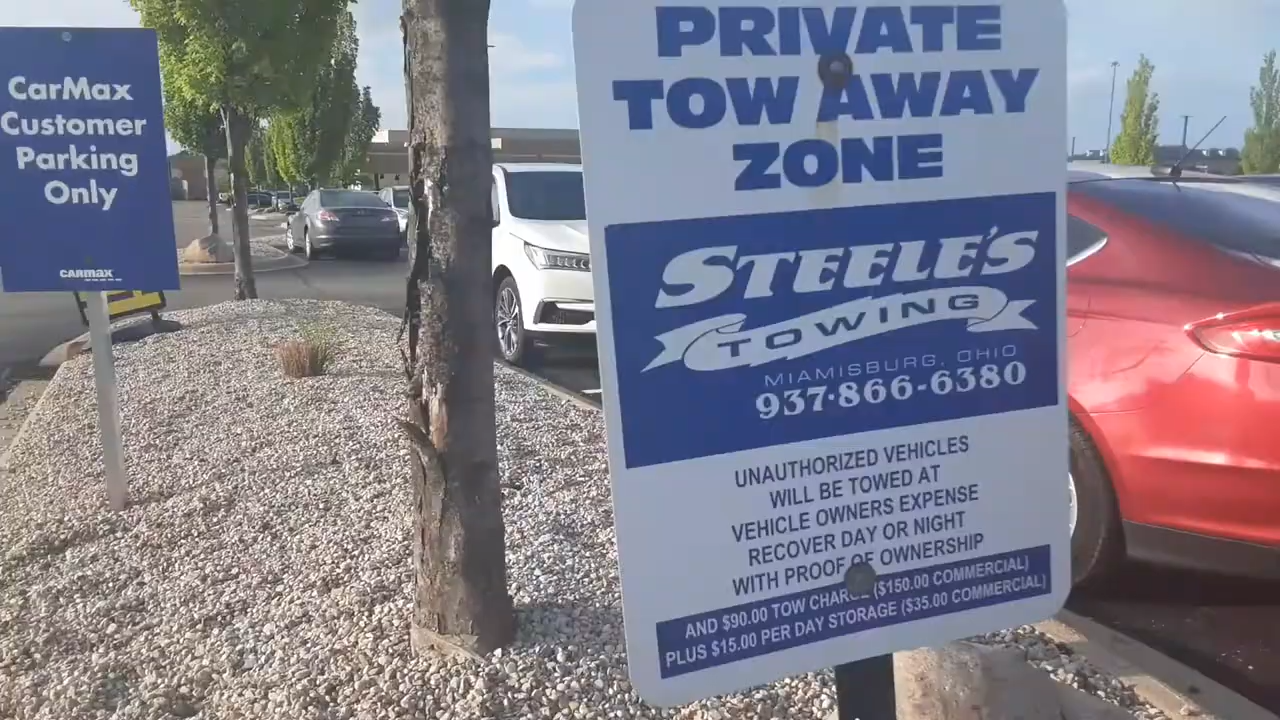 CarMax
Customer
Parking
Only
CARMAX
PRIVATE
TOW AWAY
ZONE
STEELE'S
TOWING
MIAMISBURG, OHIO
937-866-6380
UNAUTHORIZED VEHICLES
WILL BE TOWED AT
VEHICLE OWNERS EXPENSE
RECOVER DAY OR NIGHT
WITH PROOF OF OWNERSHIP
AND $90.00 TOW CHARGE ($150.00 COMMERCIAL)
PLUS $15.00 PER DAY STORAGE ($35.00 COMMERCIAL)